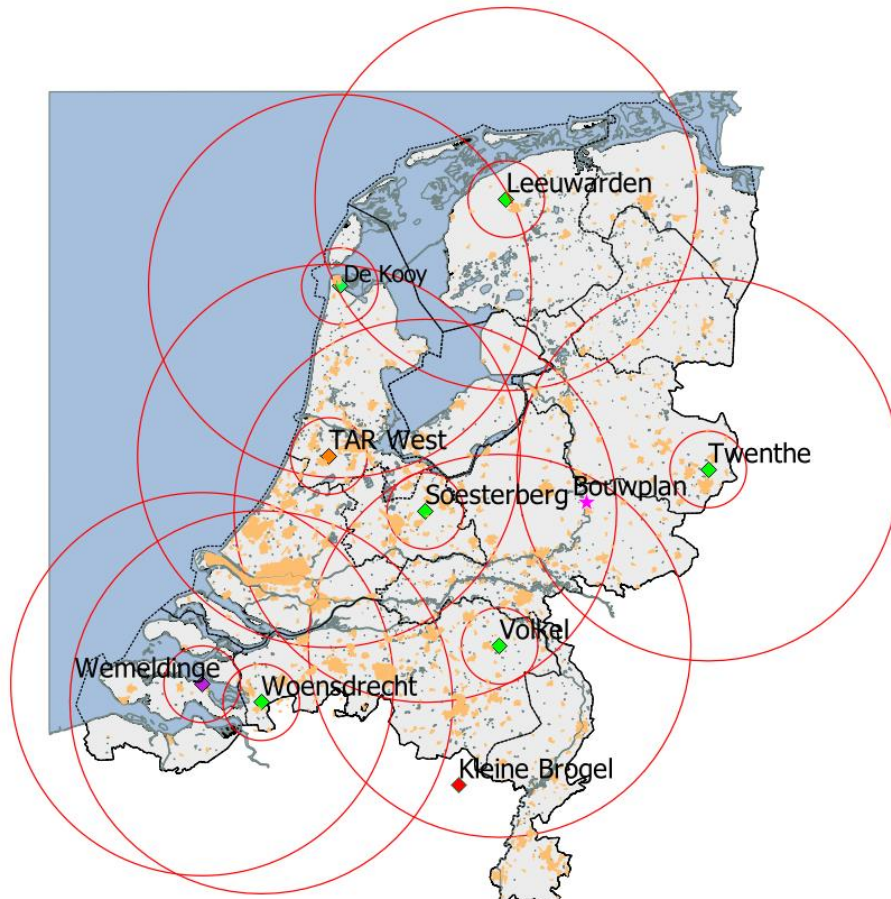 Leeuwarden
De Kooy
TAR West
Twenthe
Soesterberg
Bouwplan
Volkel
Wemeldinge
Woensdrecht
Kleine Brogel